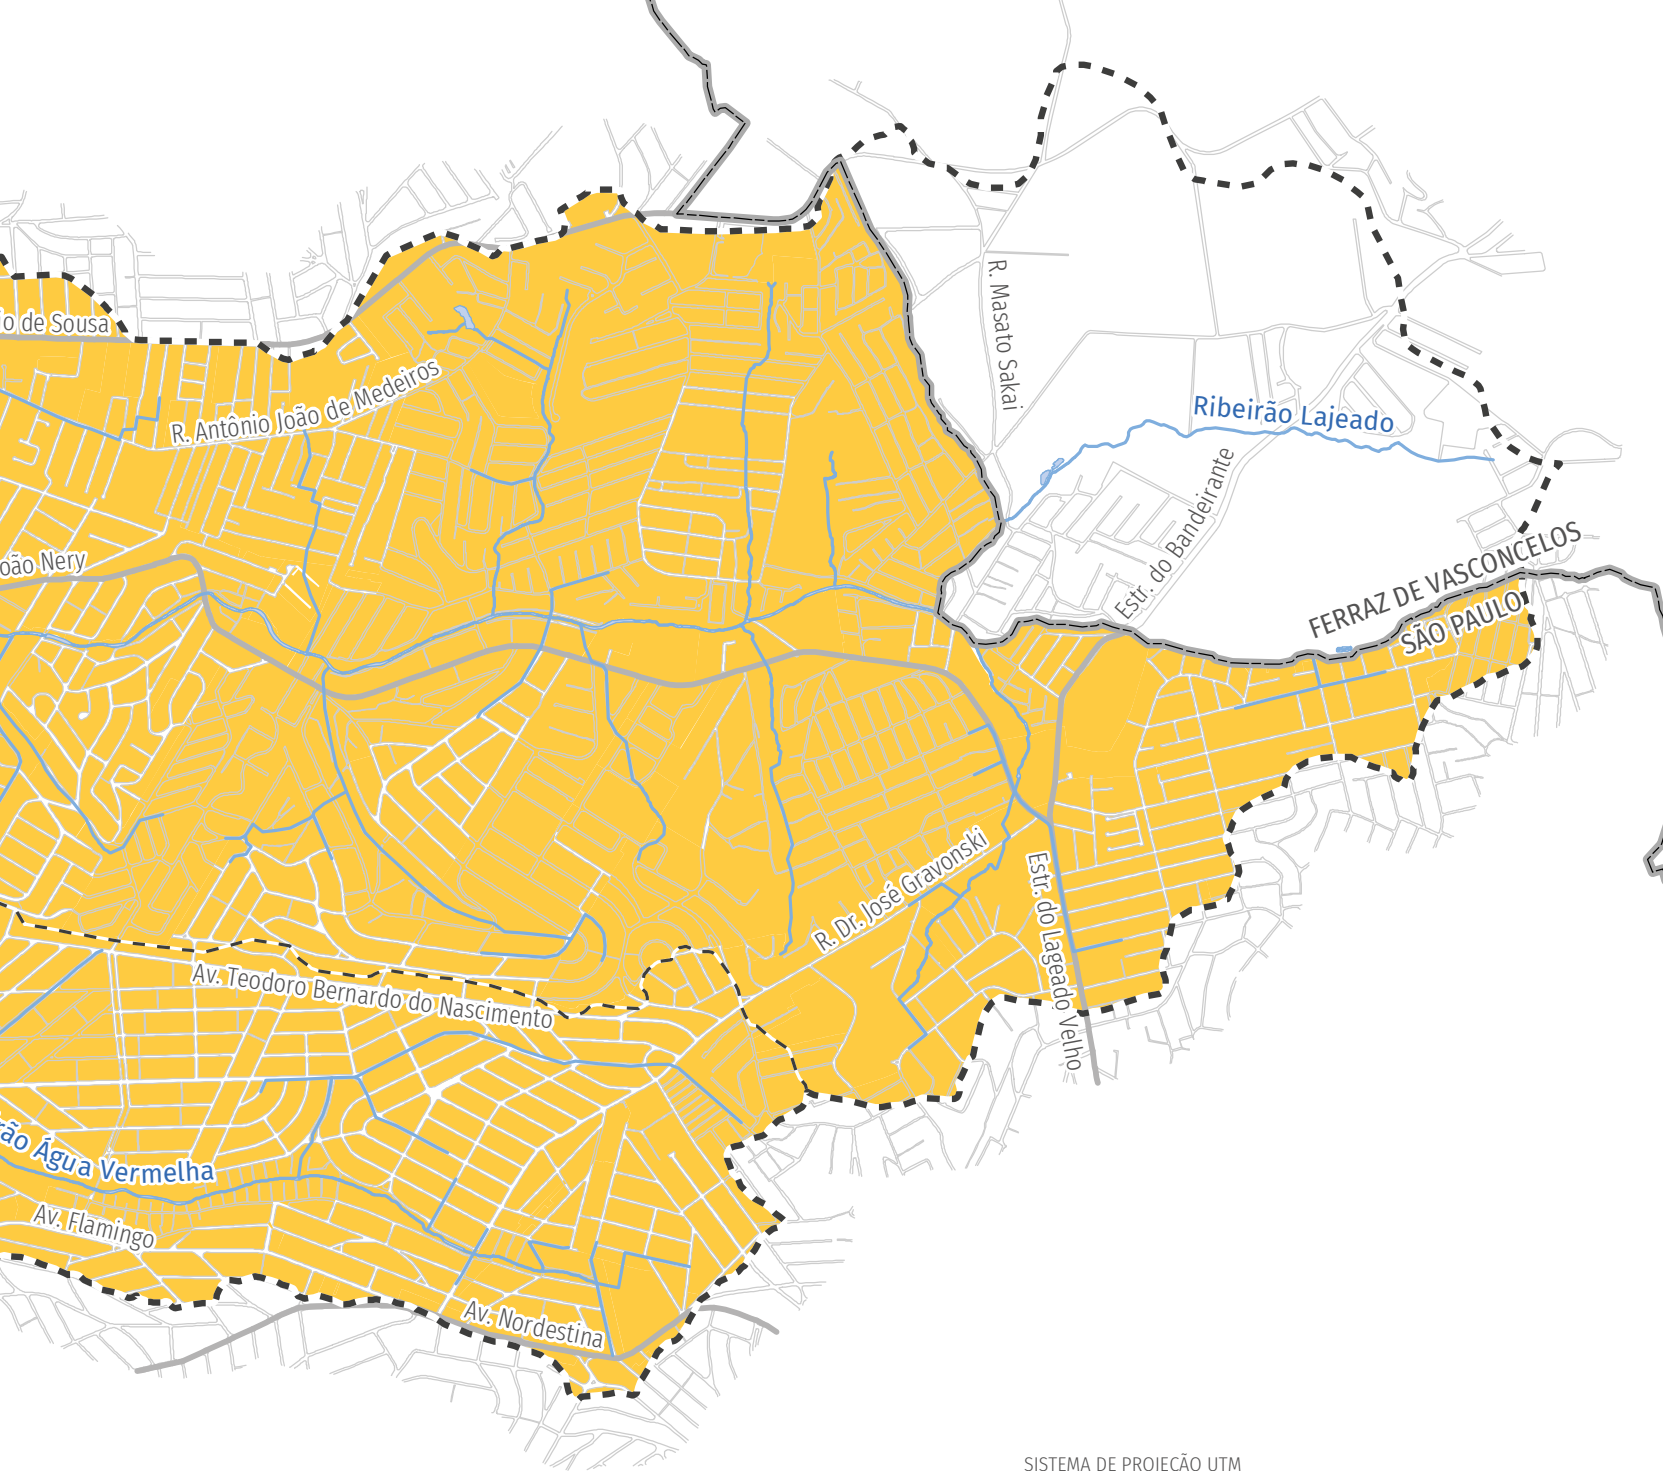 io de Sousa
R. Masato Sakai
R. Antônio João de Medeiros
Ribeirão Lajeado
Estr. do Bandeirante
oão Nery
FERRAZ DE VASCONCELOS
SÃO PAULO
R. Dr. José Gravonski
Estr. do Lageado Velho
Av. Teodoro Bernardo do Nascimento
rão Água Vermelha
Av. Flamingo
Av. Nordestina
SISTEMA DE PROJEÇÃO UTM